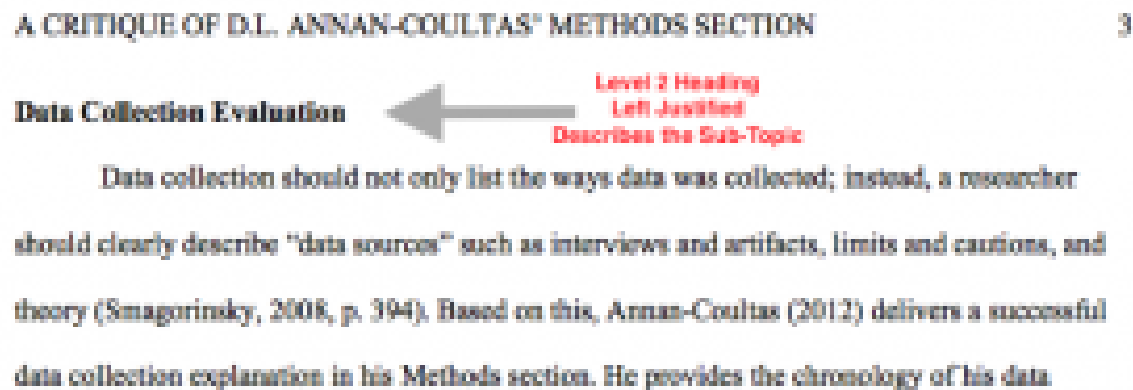 A CRITIQUE OF D.L. ANNAN-COULTAS' METHODS SECTION 3
Data Collection Evaluation
Level 2 Heading
Left Justified
Describes the Sub-Topic
Data collection should not only list the ways data was collected; instead, a researcher
should clearly describe "data sources" such as interviews and artifacts, limits and cautions, and
theory (Smagorinsky, 2008, p. 394). Based on this, Annan-Coultas (2012) delivers a successful
data collection explanation in his Methods section. He provides the chronology of his data